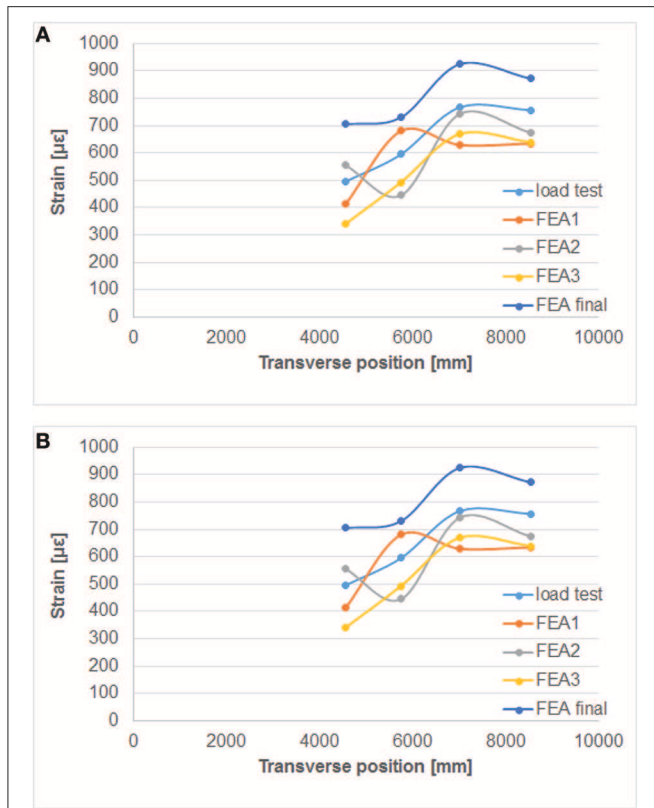 A
1000
900
800
700
600
500
400
300
200
100
0
Strain [µε]
load test
FEA1
FEA2
FEA3
FEA final
0 2000 4000 6000 8000 10000
Transverse position [mm]
B
1000
900
800
700
600
500
400
300
200
100
0
Strain [µε]
load test
FEA1
FEA2
FEA3
FEA final
0 2000 4000 6000 8000 10000
Transverse position [mm]